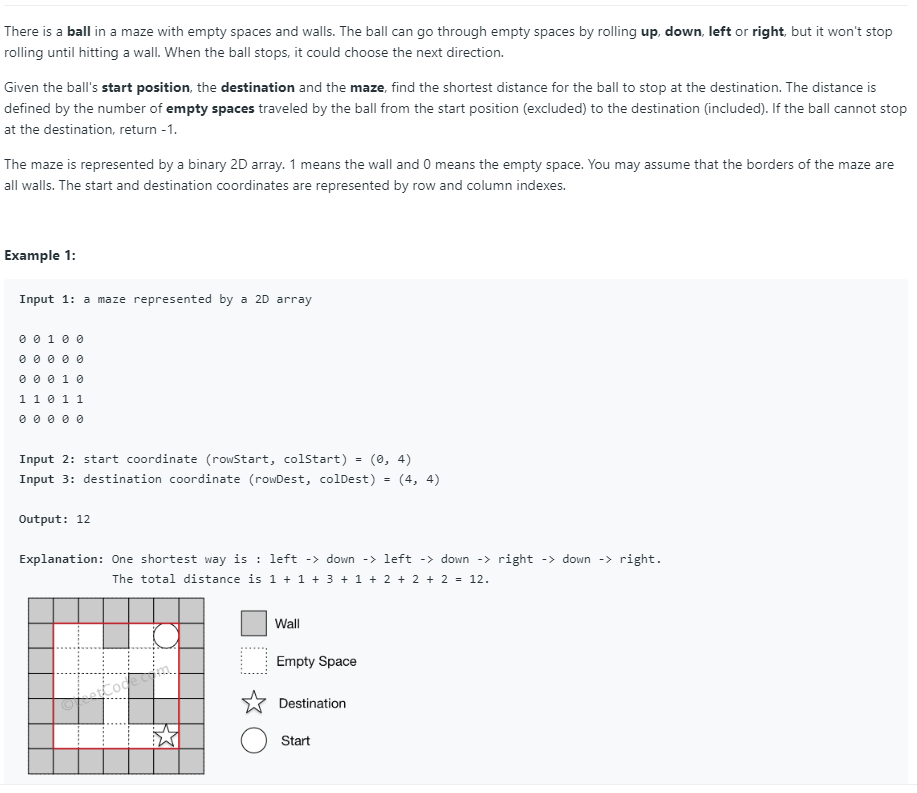 There is a ball in a maze with empty spaces and walls. The ball can go through empty spaces by rolling up, down, left or right, but it won't stop
rolling until hitting a wall. When the ball stops, it could choose the next direction.
Given the ball's start position, the destination and the maze, find the shortest distance for the ball to stop at the destination. The distance is
defined by the number of empty spaces traveled by the ball from the start position (excluded) to the destination (included). If the ball cannot stop
at the destination, return -1.
The maze is represented by a binary 2D array. 1 means the wall and 0 means the empty space. You may assume that the borders of the maze are
all walls. The start and destination coordinates are represented by row and column indexes.
Example 1:
Input 1: a maze represented by a 2D array
0 0 1 0 0
0 0 0 0 0
0 0 0 1 0
1 1 0 1 1
0 0 0 0 0
Input 2: start coordinate (rowStart, colStart) = (0, 4)
Input 3: destination coordinate (rowDest, colDest) = (4, 4)
Output: 12
Explanation: One shortest way is : left -> down -> left -> down -> right -> down -> right.
The total distance is 1 + 1 + 3 + 1 + 2 + 2 + 2 = 12.
Wall
Empty Space
©LeetCode.com
Destination
Start